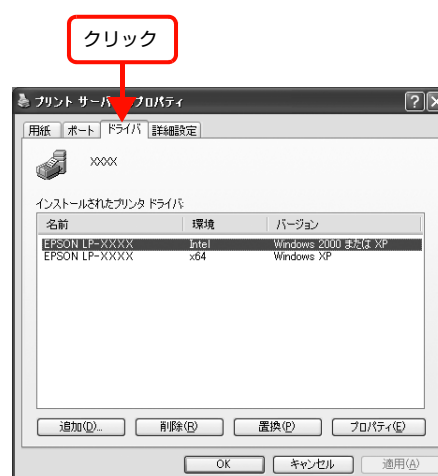 クリック
プリント サーバ プロパティ
用紙 ポート ドライバ 詳細設定
XXXX
インストールされたプリンタ ドライバ:
名前 環境 バージョン
EPSON LP-XXXX Intel Windows 2000 または XP
EPSON LP-XXXX x64 Windows XP
追加(D)... 削除(R) 置換(P) プロパティ(E)
OK キャンセル 適用(A)